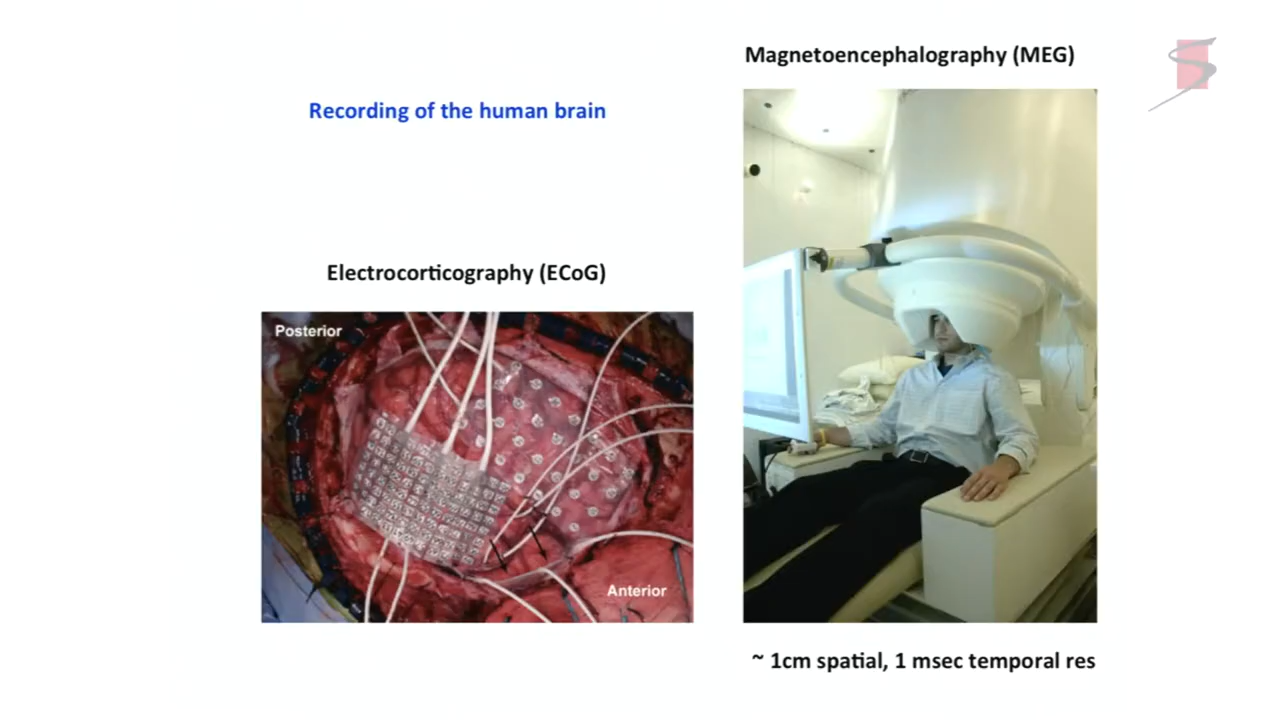 Magnetoencephalography (MEG)
Recording of the human brain
Electrocorticography (ECoG)
Posterior
Anterior
~ 1cm spatial, 1 msec temporal res